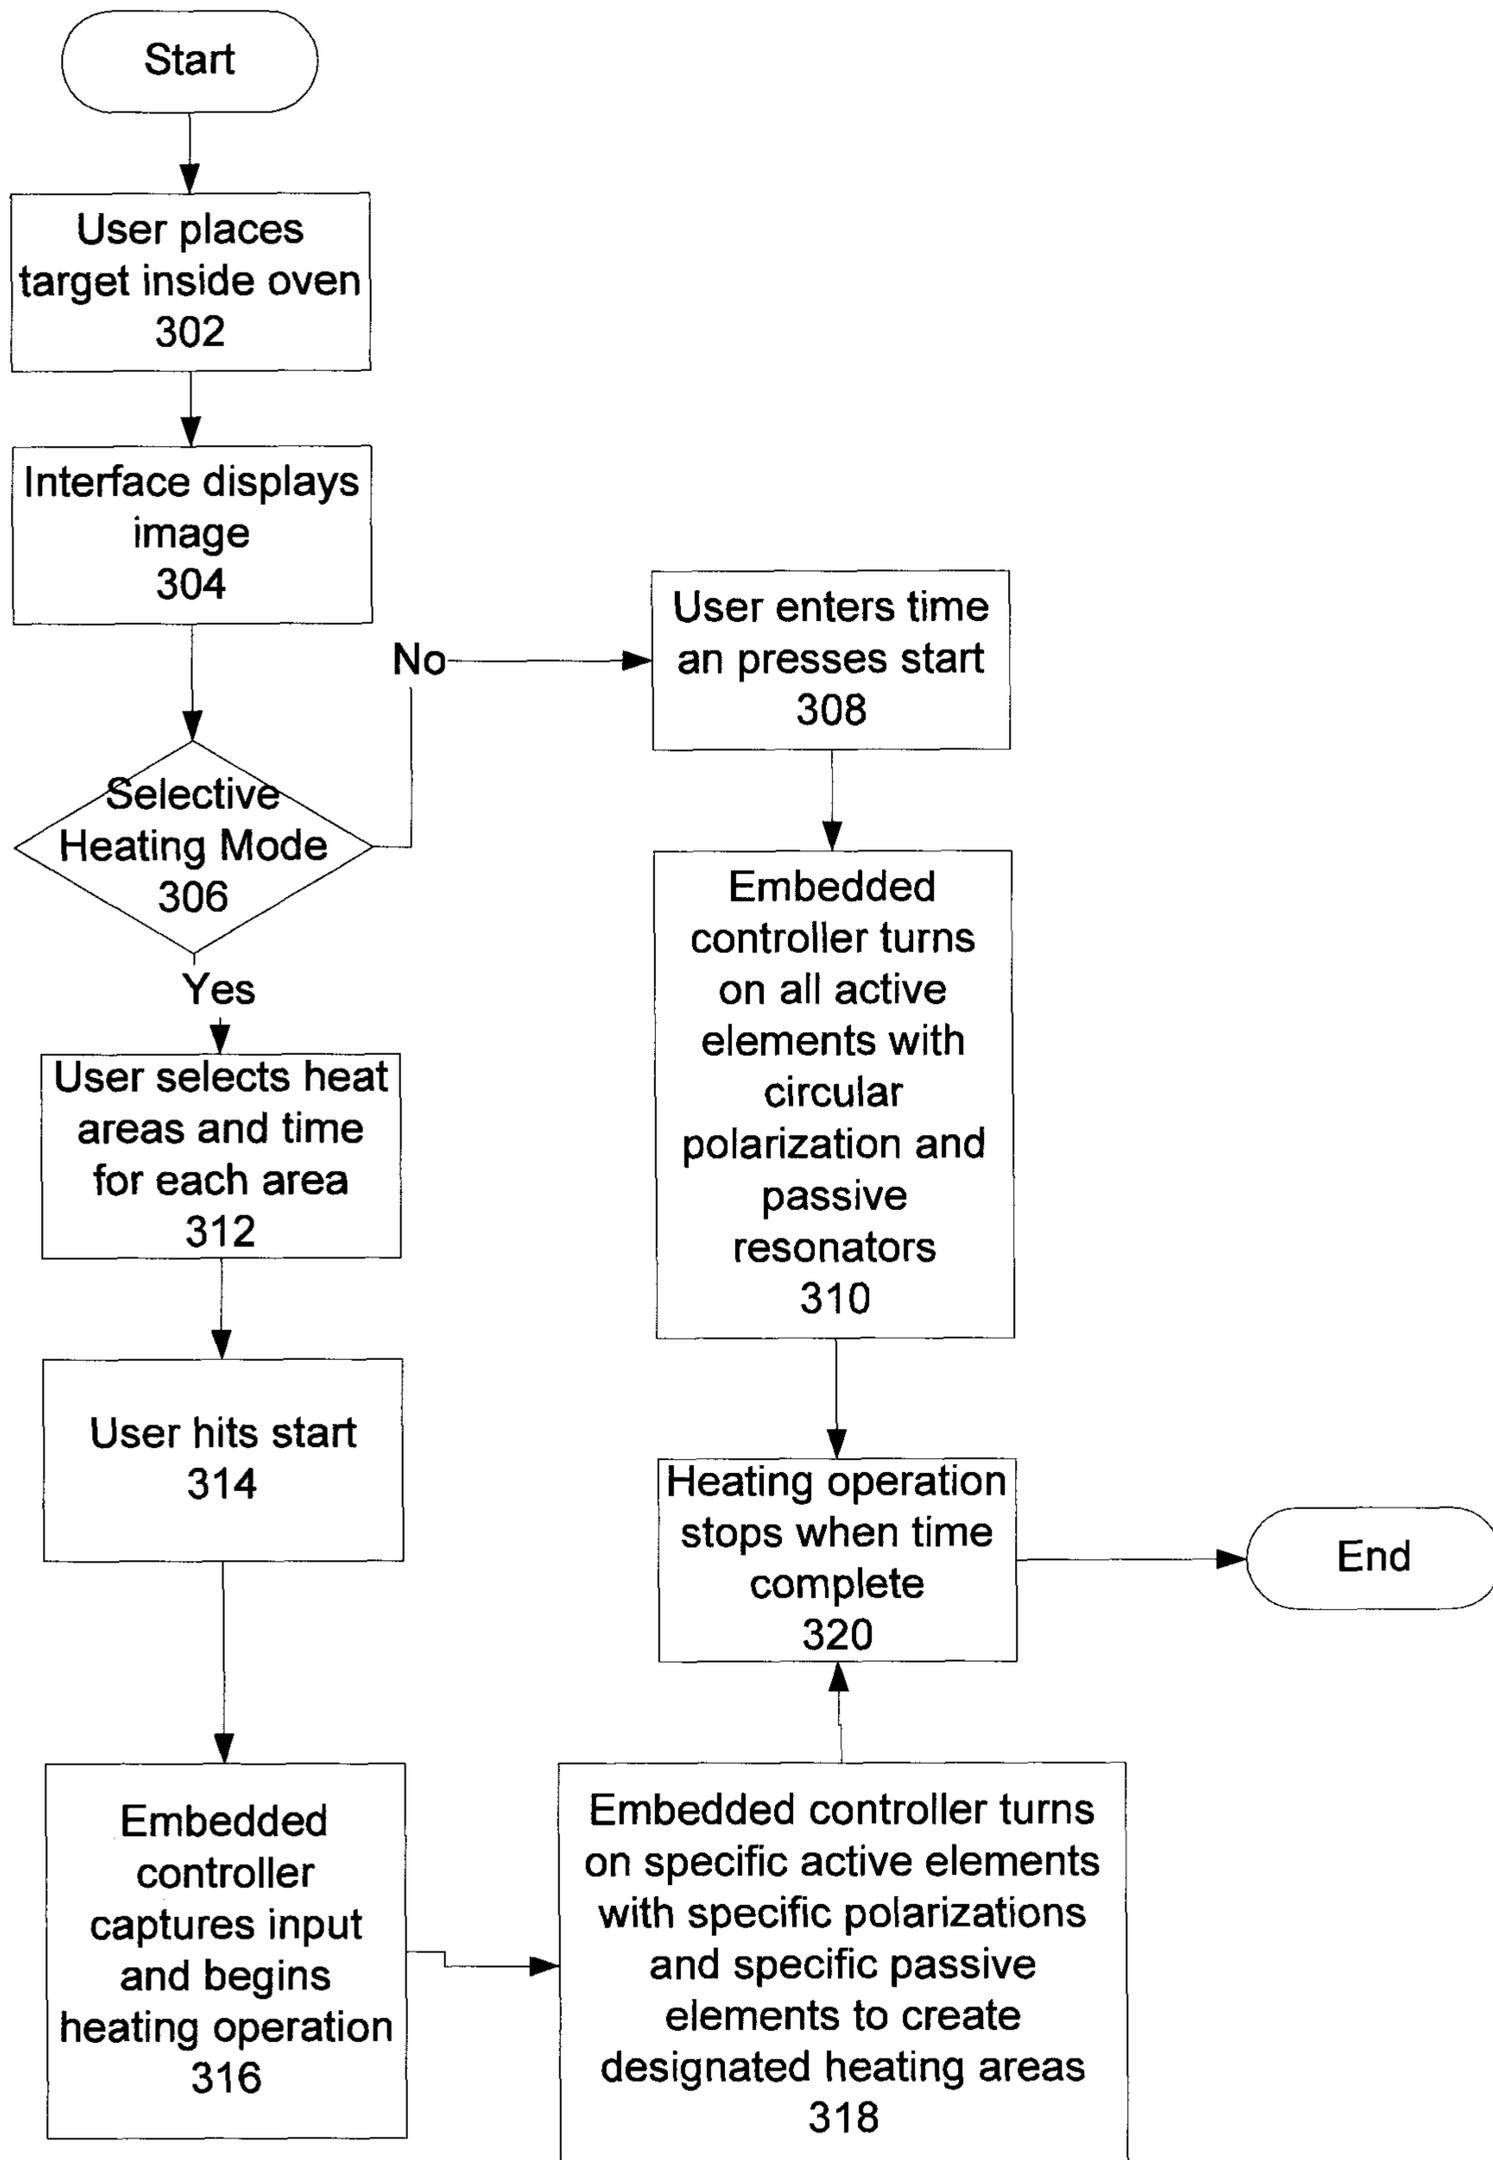 Start
User places
target inside oven
302
Interface displays
image
304
Selective
Heating Mode
306
No
User enters time
an presses start
308
Embedded
controller turns
on all active
elements with
circular
polarization and
passive
resonators
310
Yes
User selects heat
areas and time
for each area
312
User hits start
314
Embedded
controller
captures input
and begins
heating operation
316
Embedded controller turns
on specific active elements
with specific polarizations
and specific passive
elements to create
designated heating areas
318
Heating operation
stops when time
complete
320
End